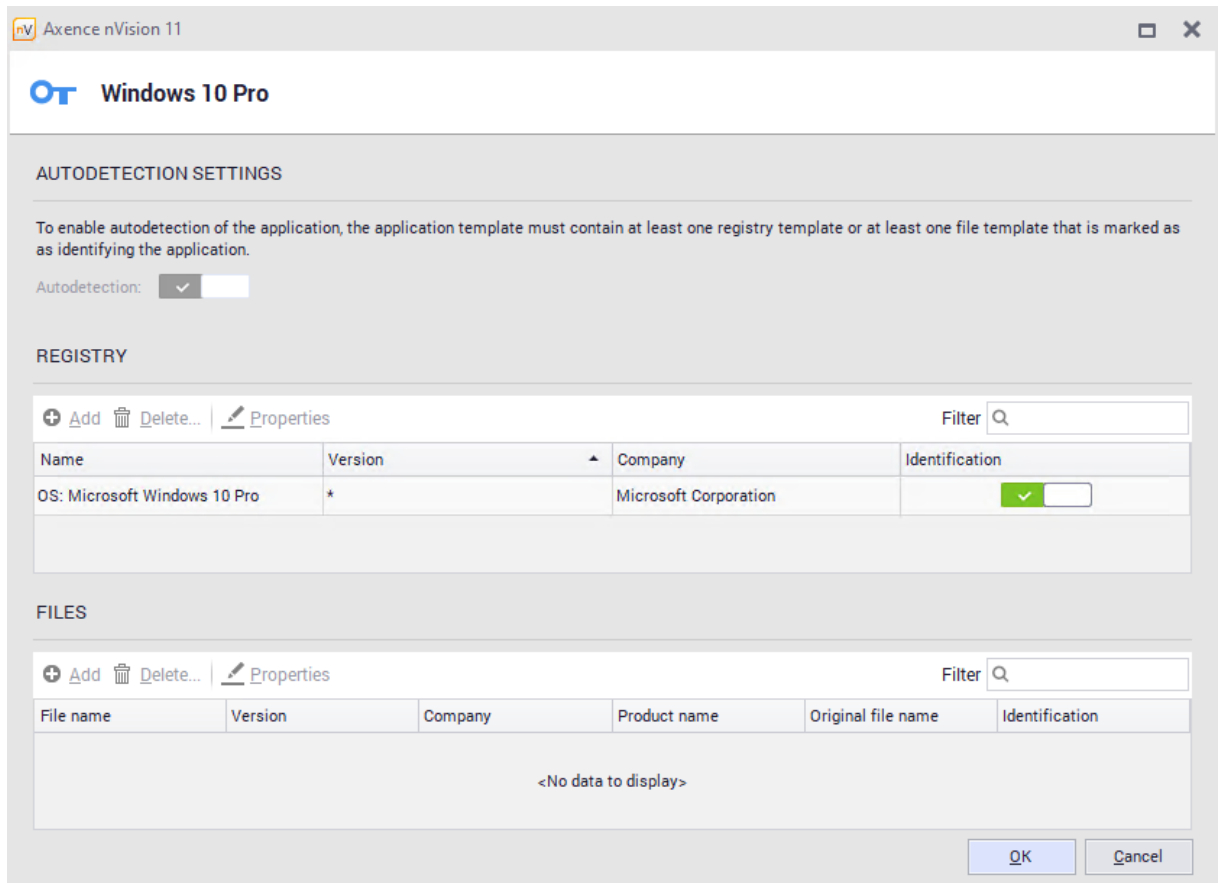 nV Axence nVision 11
Windows 10 Pro
AUTODETECTION SETTINGS
To enable autodetection of the application, the application template must contain at least one registry template or at least one file template that is marked as
as identifying the application.
Autodetection:
REGISTRY
Add Delete... Properties Filter
Name Version Company Identification
OS: Microsoft Windows 10 Pro * Microsoft Corporation
FILES
Add Delete... Properties Filter
File name Version Company Product name Original file name Identification
<No data to display>
OK Cancel